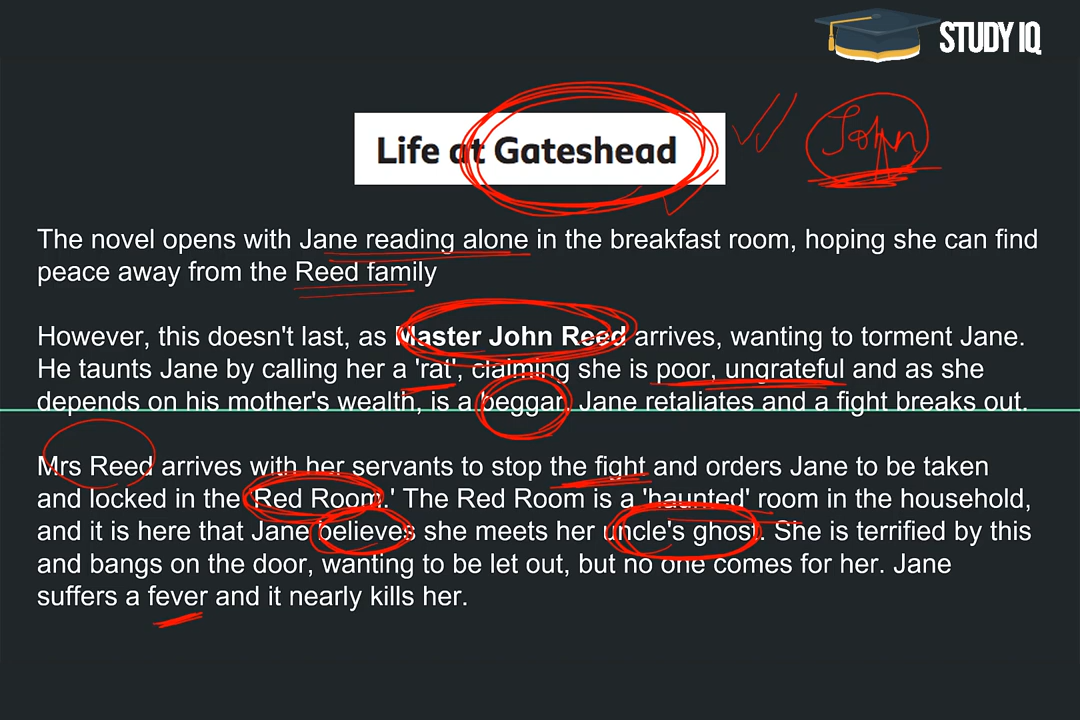 STUDY IQ
Life at Gateshead
John
The novel opens with Jane reading alone in the breakfast room, hoping she can find
peace away from the Reed family
However, this doesn't last, as Master John Reed arrives, wanting to torment Jane.
He taunts Jane by calling her a 'rat', claiming she is poor, ungrateful and as she
depends on his mother's wealth, is a beggar. Jane retaliates and a fight breaks out.
Mrs Reed arrives with her servants to stop the fight and orders Jane to be taken
and locked in the 'Red Room.' The Red Room is a 'haunted' room in the household,
and it is here that Jane believes she meets her uncle's ghost. She is terrified by this
and bangs on the door, wanting to be let out, but no one comes for her. Jane
suffers a fever and it nearly kills her.